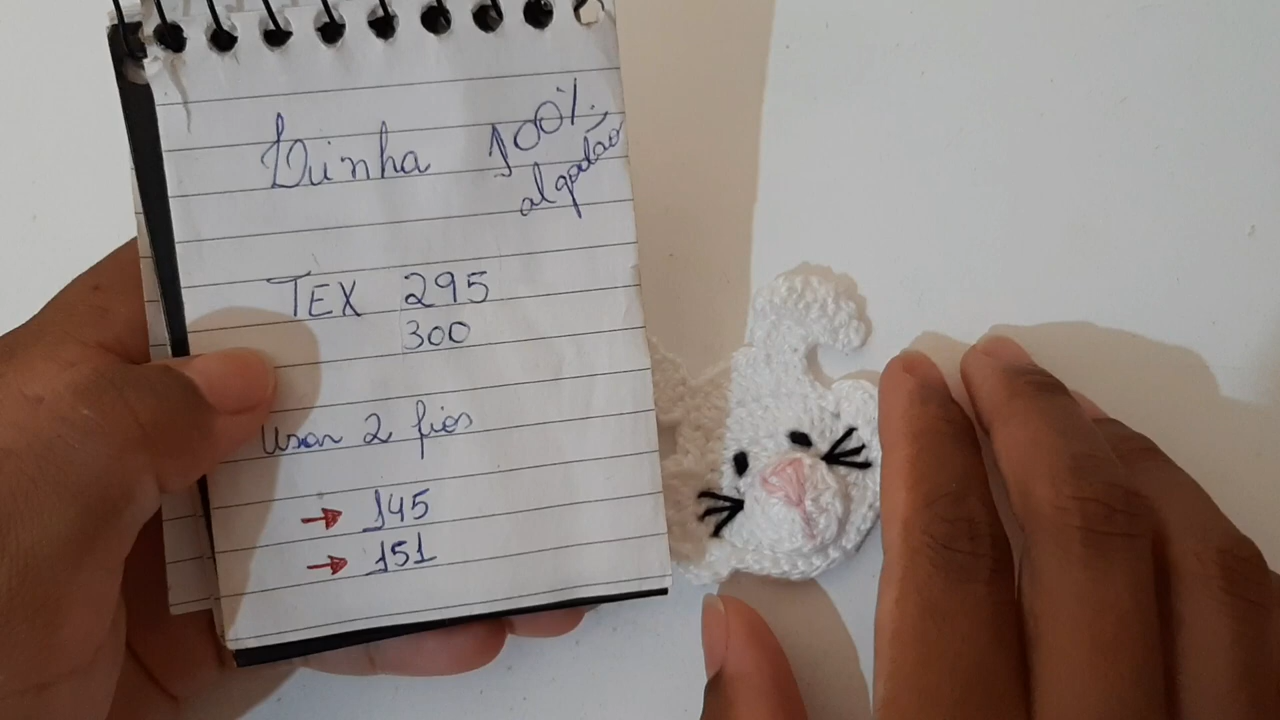 Linha 100%
algodão
TEX 295
300
Usar 2 fios
→ 145
→ 151